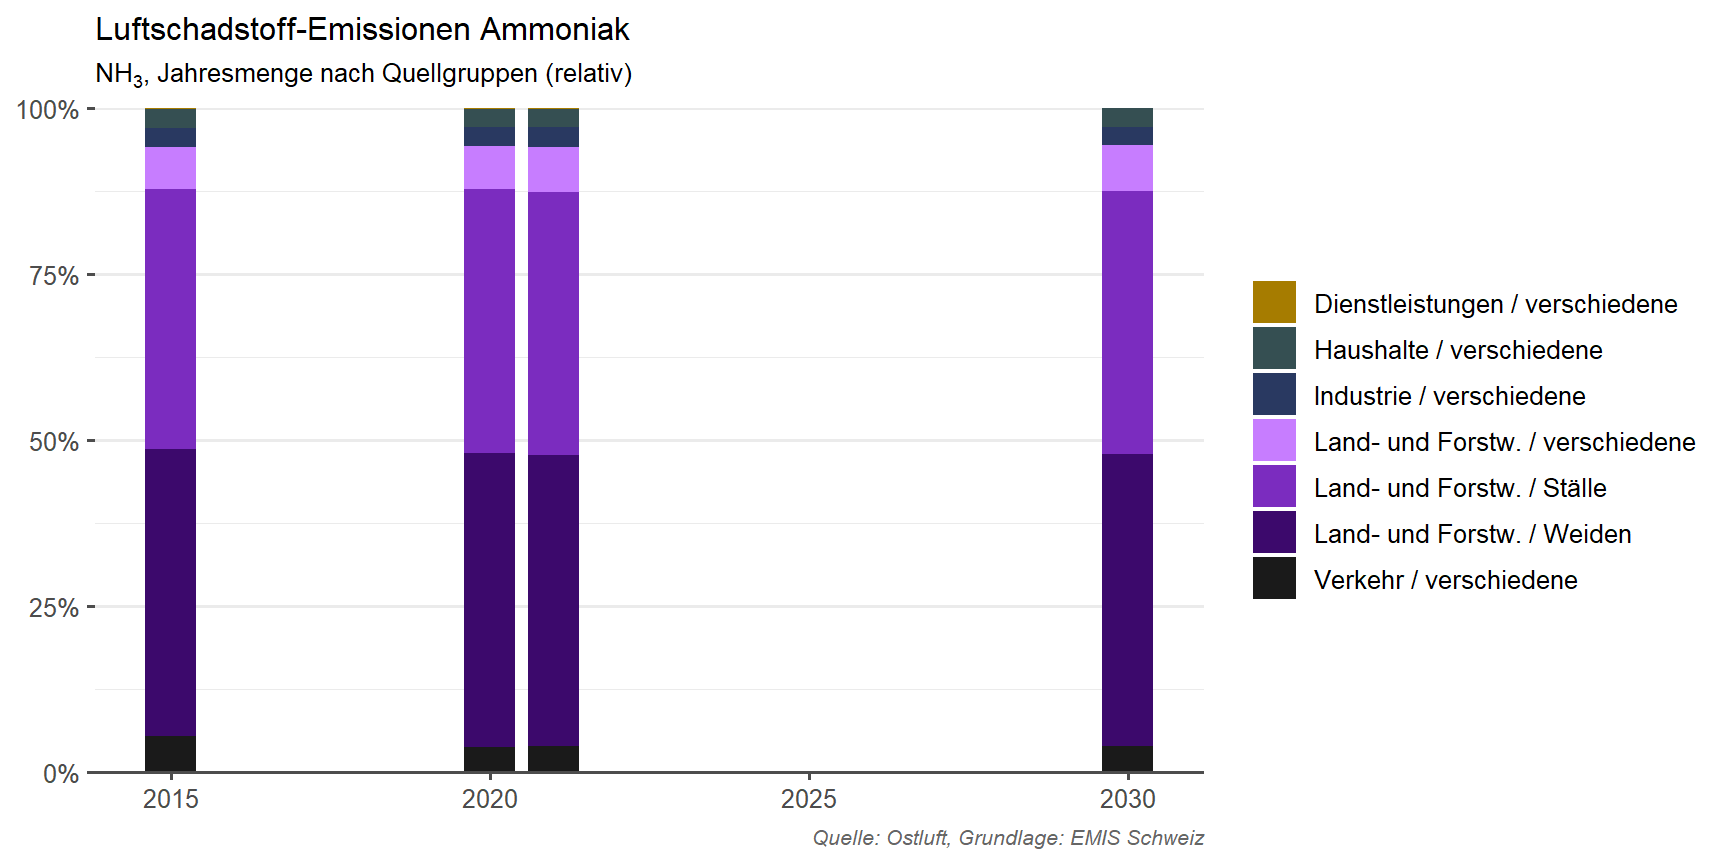 Luftschadstoff-Emissionen Ammoniak
NH₃, Jahresmenge nach Quellgruppen (relativ)
100%
75%
50%
25%
0%
2015
2020
2025
2030
Dienstleistungen / verschiedene
Haushalte / verschiedene
Industrie / verschiedene
Land- und Forstw. / verschiedene
Land- und Forstw. / Ställe
Land- und Forstw. / Weiden
Verkehr / verschiedene
Quelle: Ostluft, Grundlage: EMIS Schweiz